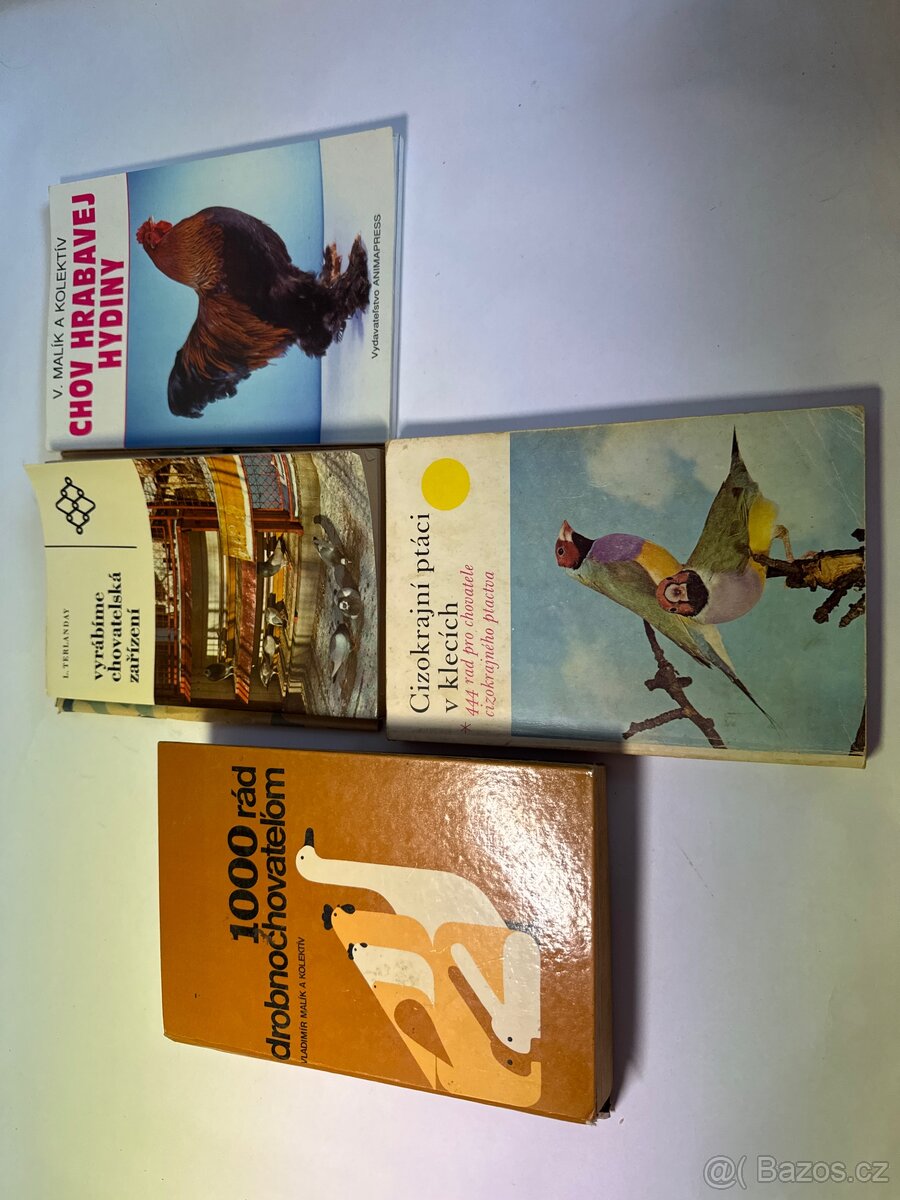 V. MALÍK A KOLEKTÍV
CHOV HRABAVEJ
HYDINY
Vydavateľstvo ANIMAPRESS
L. TERLANDAY
vyrábíme
chovatelská
zařízení
Cizokrajní ptáci
v klecích
* 444 rad pro chovatele
cizokrajného ptactva
1000 rád
drobnochovateľom
VLADIMÍR MALÍK A KOLEKTÍV
@( Bazos.cz